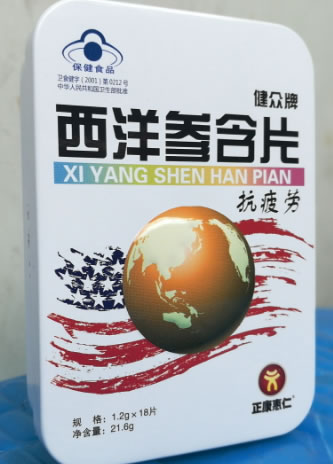 保健食品
卫食健字(2001)第0212号
中华人民共和国卫生部批准
健众牌
西洋参含片
XI YANG SHEN HAN PIAN
抗疲劳
正康惠仁
规 格：1.2g×18片
净含量：21.6g